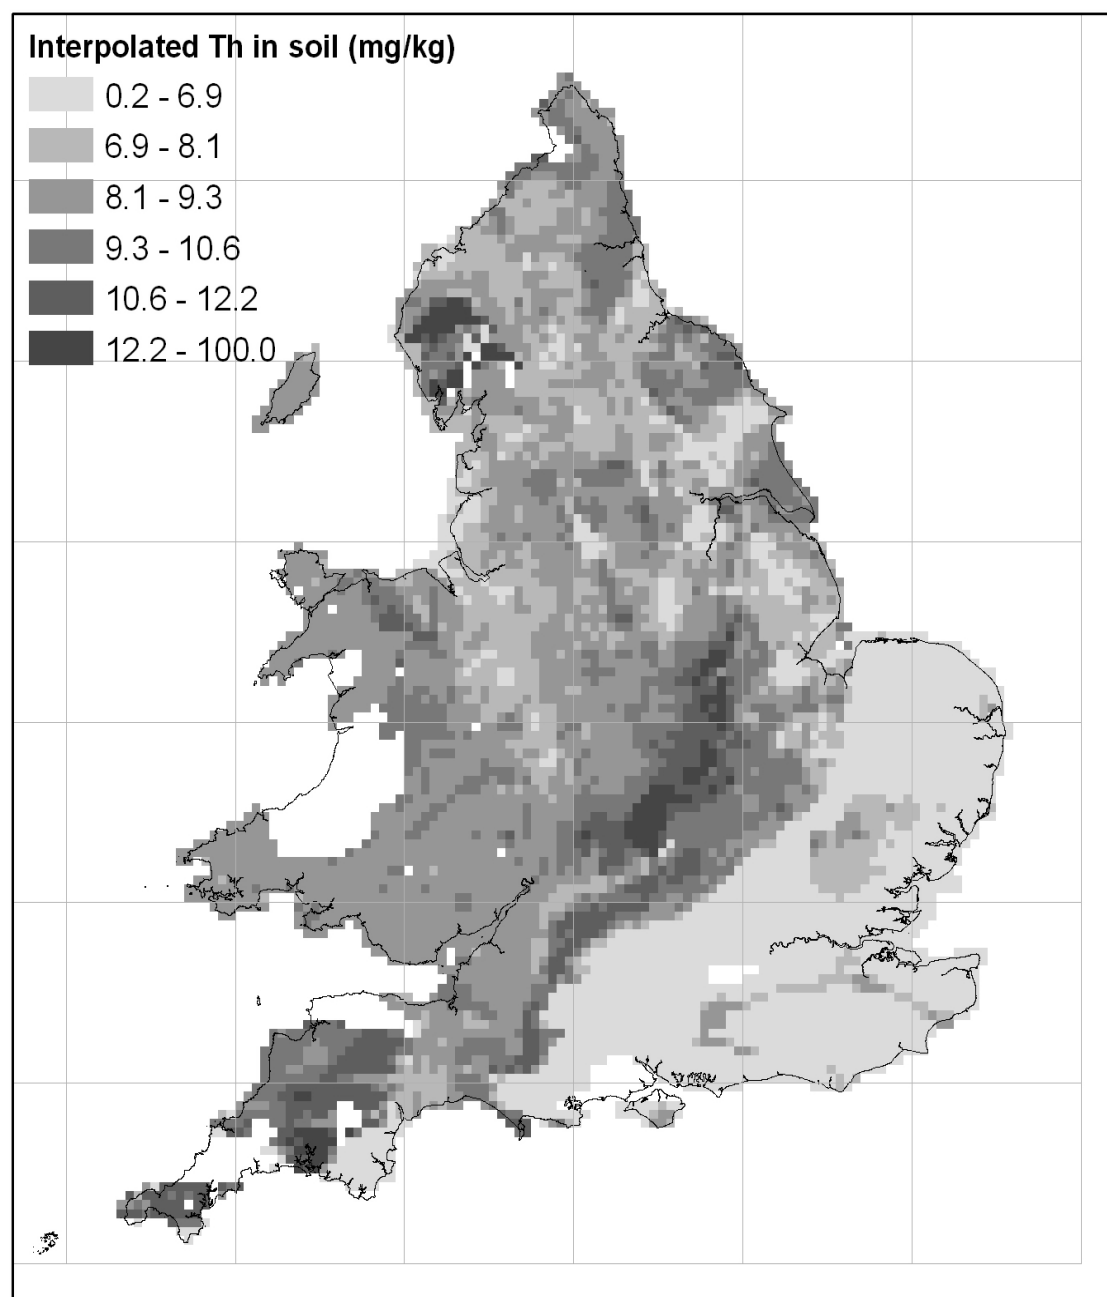 Interpolated Th in soil (mg/kg)
0.2 - 6.9
6.9 - 8.1
8.1 - 9.3
9.3 - 10.6
10.6 - 12.2
12.2 - 100.0